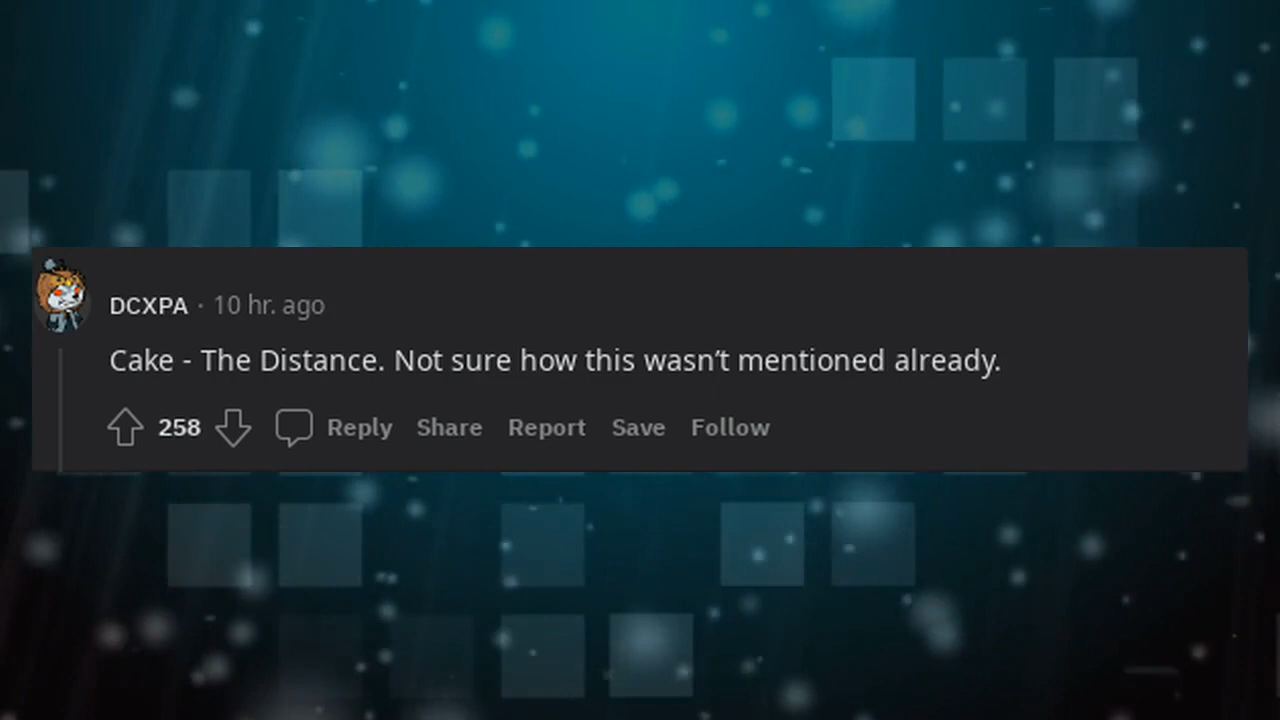 DCXPA · 10 hr. ago
Cake - The Distance. Not sure how this wasn’t mentioned already.
258 Reply Share Report Save Follow